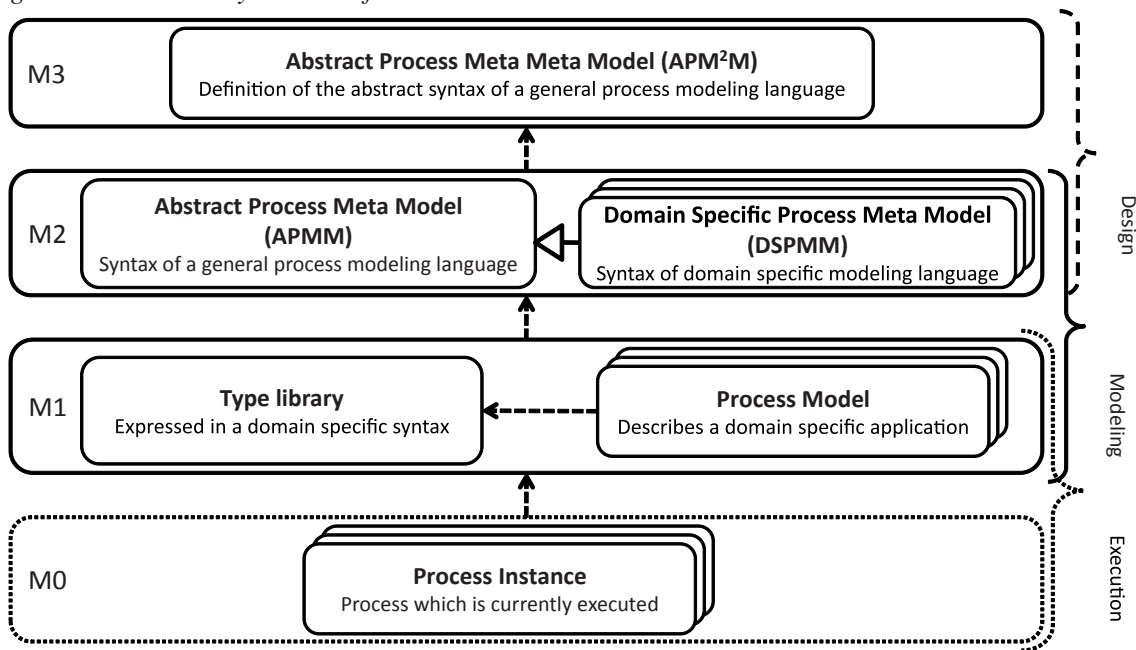 M3
Abstract Process Meta Meta Model (APM²M)
Definition of the abstract syntax of a general process modeling language
M2
Abstract Process Meta Model
(APMM)
Syntax of a general process modeling language
Domain Specific Process Meta Model
(DSPMM)
Syntax of domain specific modeling language
Design
M1
Type library
Expressed in a domain specific syntax
Process Model
Describes a domain specific application
Modeling
M0
Process Instance
Process which is currently executed
Execution